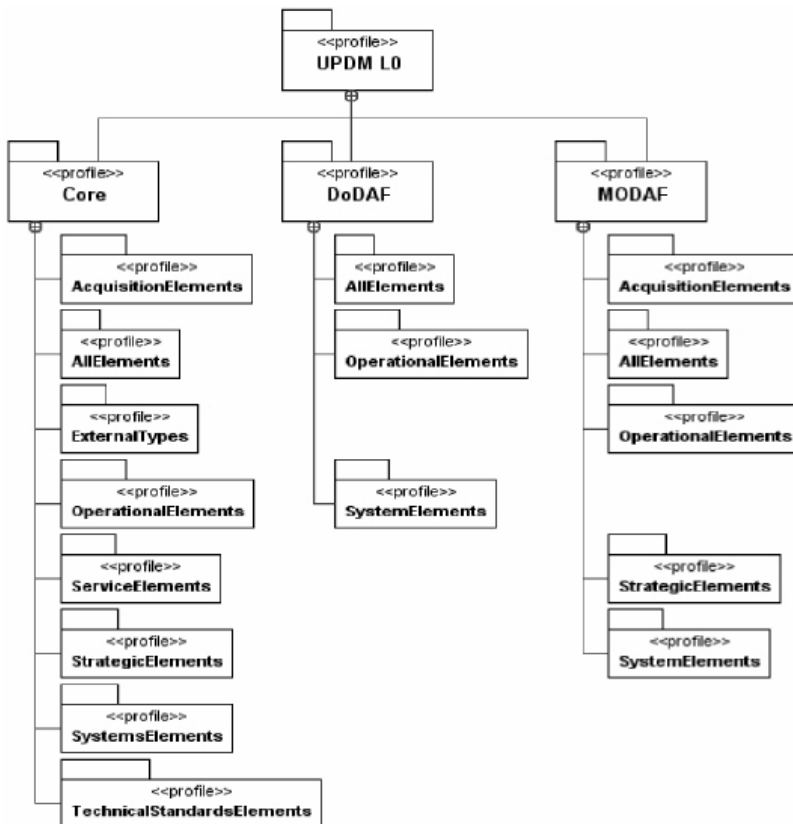 <<profile>>
UPDM L0
<<profile>>
Core
<<profile>>
AcquisitionElements
<<profile>>
AllElements
<<profile>>
ExternalTypes
<<profile>>
OperationalElements
<<profile>>
ServiceElements
<<profile>>
StrategicElements
<<profile>>
SystemsElements
<<profile>>
TechnicalStandardsElements
<<profile>>
DoDAF
<<profile>>
AllElements
<<profile>>
OperationalElements
<<profile>>
SystemElements
<<profile>>
MODAF
<<profile>>
AcquisitionElements
<<profile>>
AllElements
<<profile>>
OperationalElements
<<profile>>
StrategicElements
<<profile>>
SystemElements